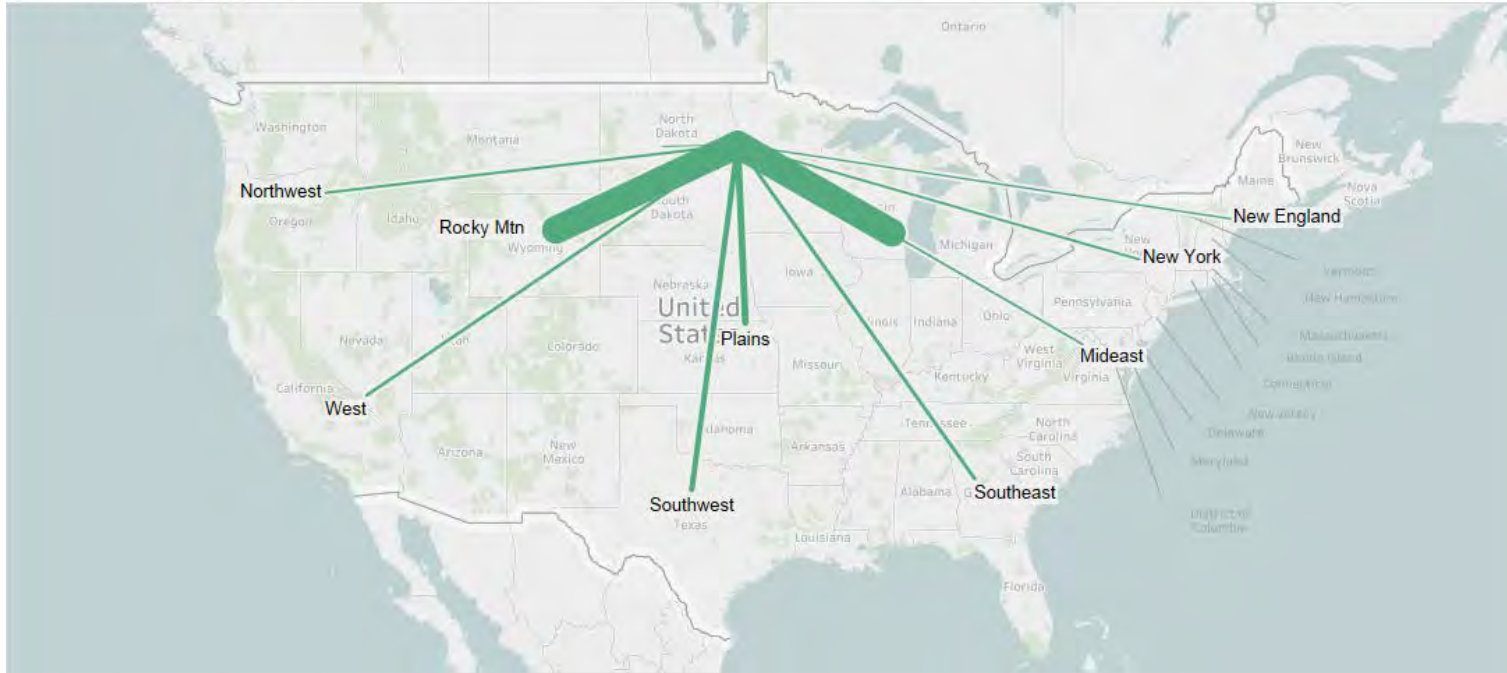 Ontario
Washington
North
Dakota
Montana
New
Brunswick
Maine
Nova
Scotia
Northwest
Oregon
Idaho
South
Dakota
Rocky Mtn
Wyoming
Michigan
New England
New York
Iowa
Nebraska
Vermont
New Hampshire
Pennsylvania
United
States
Illinois
Indiana
Ohio
Massachusetts
Plains
Nevada
Utah
Colorado
Kansas
Missouri
West
Virginia
Mideast
Rhode Island
Virginia
Kentucky
Connecticut
California
West
New Jersey
Tennessee
North
Carolina
Delaware
Oklahoma
Arkansas
Arizona
New
Mexico
South
Carolina
Maryland
Alabama
Southeast
Southwest
Texas
District of
Columbia
Louisiana
Florida